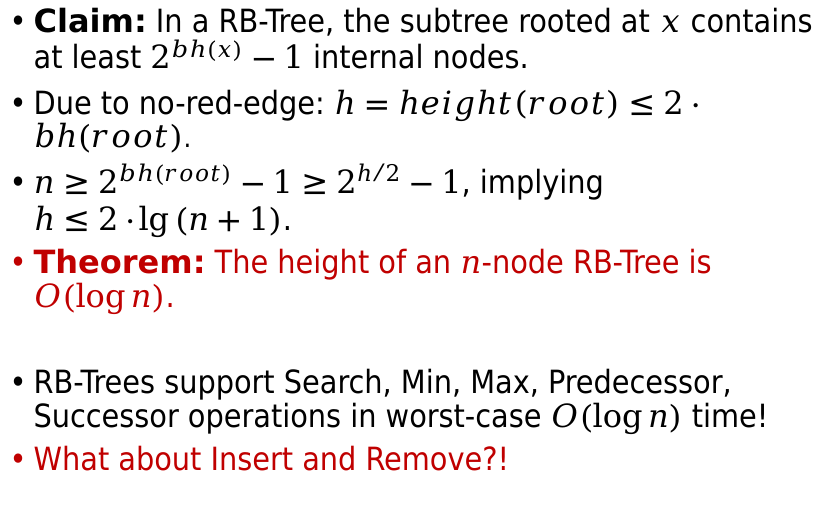 • Claim: In a RB-Tree, the subtree rooted at x contains
at least 2^{bh(x)} − 1 internal nodes.
• Due to no-red-edge: h = height(root) ≤ 2 ·
bh(root).
• n ≥ 2^{bh(root)} − 1 ≥ 2^{h/2} − 1, implying
h ≤ 2 · lg (n + 1).
• Theorem: The height of an n-node RB-Tree is
O(log n).
• RB-Trees support Search, Min, Max, Predecessor,
Successor operations in worst-case O(log n) time!
• What about Insert and Remove?!